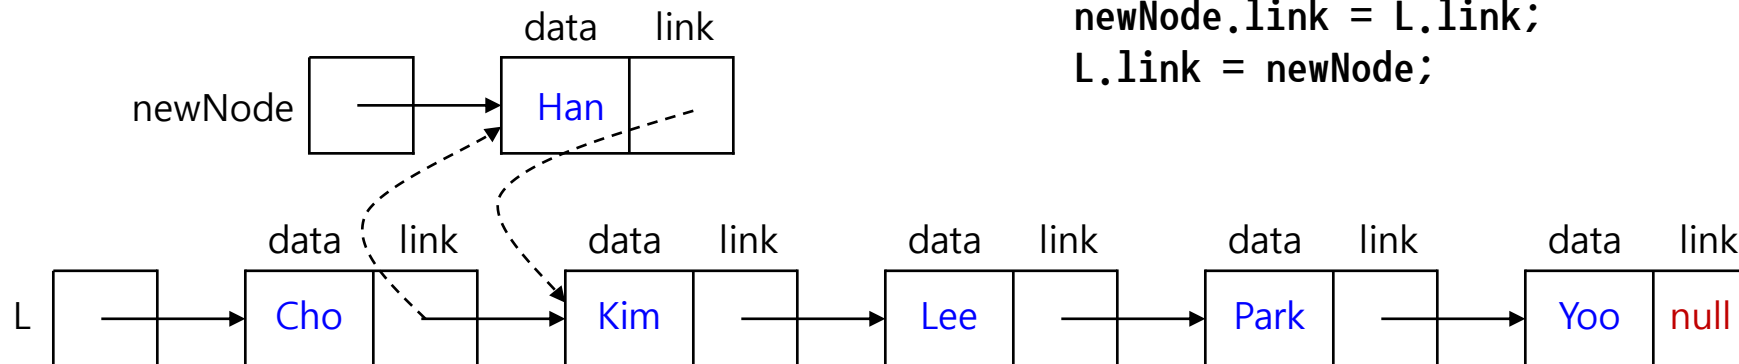 newNode.link = L.link;
L.link = newNode;
data link
newNode Han
data link data link data link data link data link
L Cho Kim Lee Park Yoo null